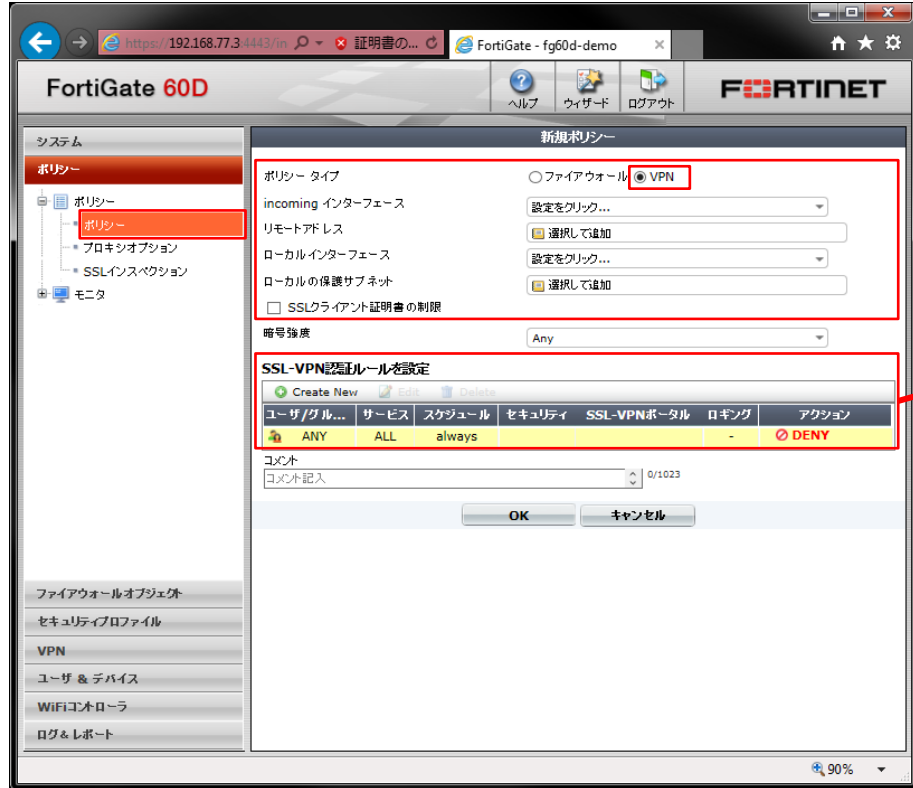 https://192.168.77.3:4443/in
証明書の...
FortiGate - fg60d-demo
FortiGate 60D
ヘルプ
ウィザード
ログアウト
FORTINET
システム
ポリシー
ポリシー
ポリシー
プロキシオプション
SSLインスペクション
モニタ
ファイアウォールオブジェクト
セキュリティプロファイル
VPN
ユーザ & デバイス
WiFiコントローラ
ログ& レポート
新規ポリシー
ポリシー タイプ
ファイアウォール VPN
incoming インターフェース 設定をクリック...
リモートアドレス 選択して追加
ローカルインターフェース 設定をクリック...
ローカルの保護サブネット 選択して追加
SSLクライアント証明書の制限
暗号強度 Any
SSL-VPN認証ルールを設定
Create New Edit Delete
ユーザ/グル... サービス スケジュール セキュリティ SSL-VPNポータル ロギング アクション
ANY ALL always - DENY
コメント
コメント記入 0/1023
OK キャンセル
90%